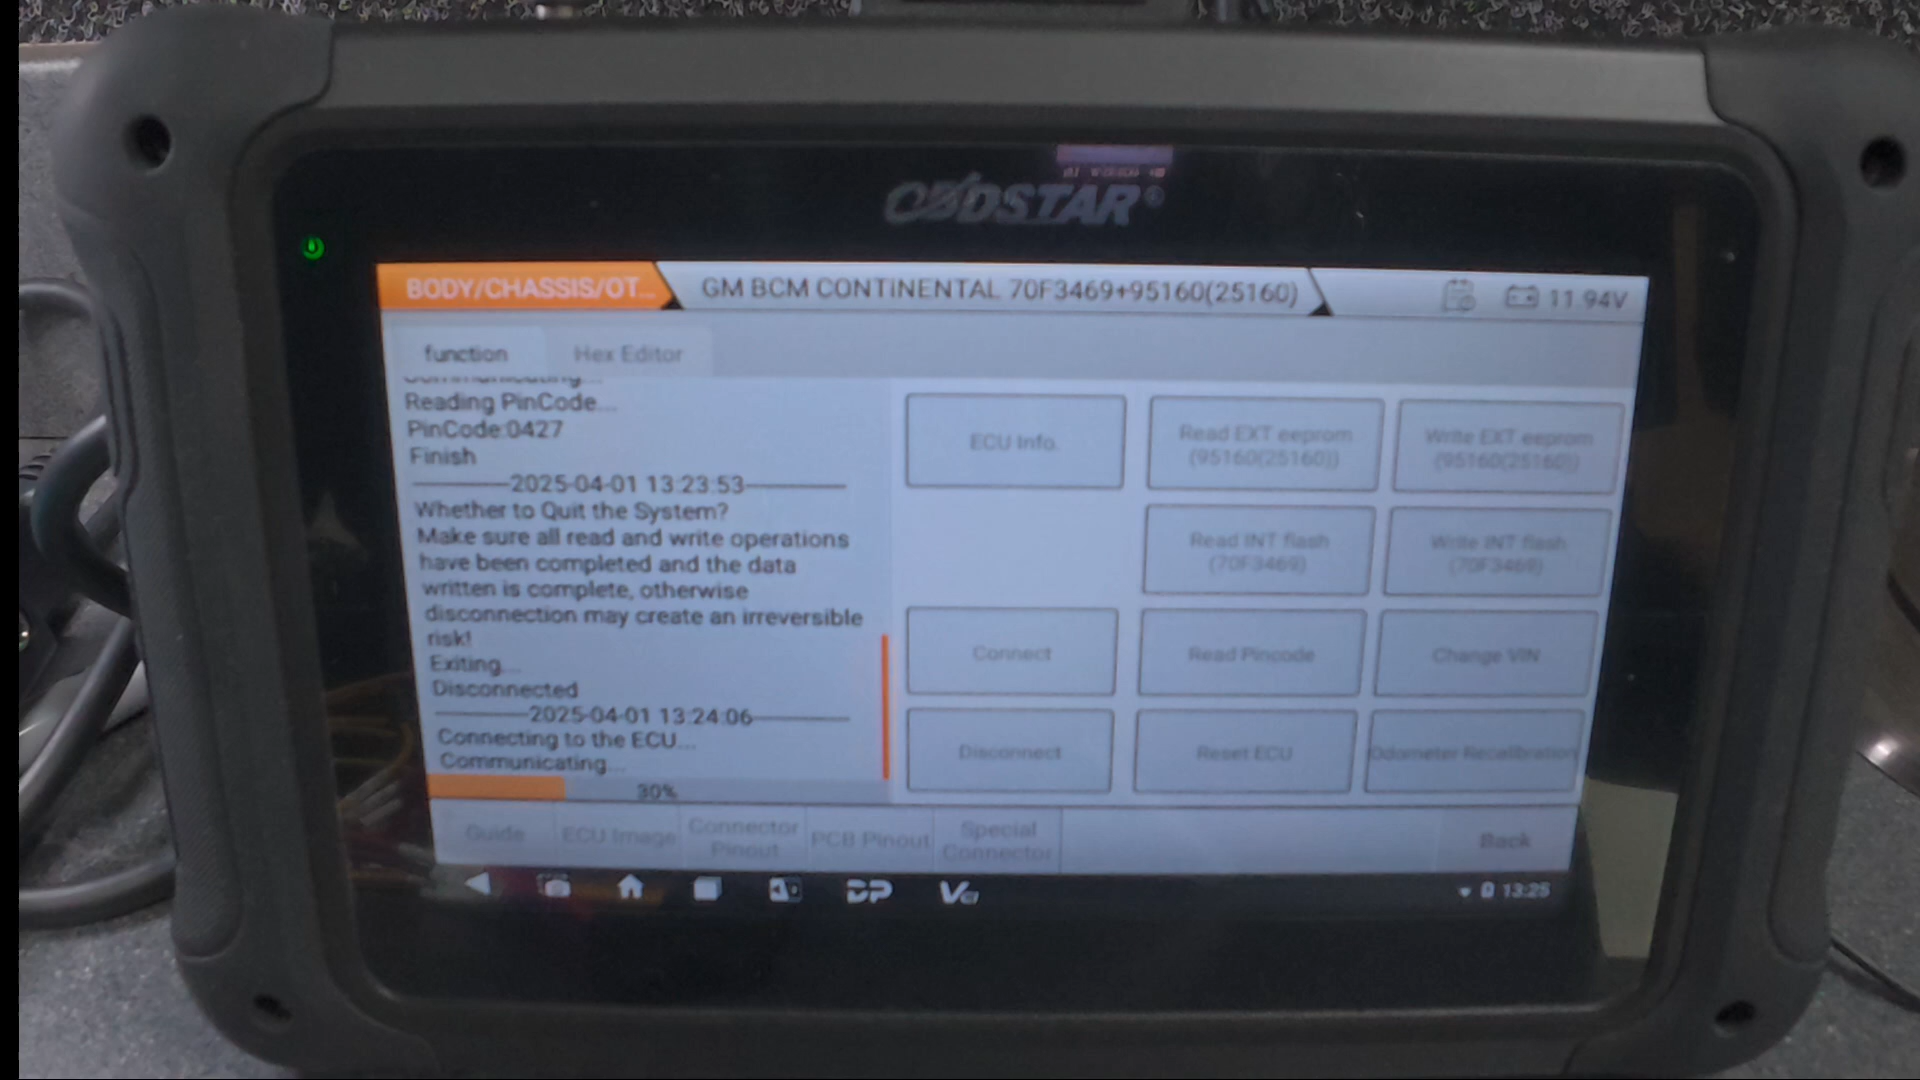 OBDSTAR
BODY/CHASSIS/OT...
GM BCM CONTINENTAL 70F3469+95160(25160)
11.94V
function
Hex Editor
Communicating...
Reading PinCode...
PinCode:0427
Finish
2025-04-01 13:23:53
Whether to Quit the System?
Make sure all read and write operations
have been completed and the data
written is complete, otherwise
disconnection may create an irreversible
risk!
Exiting...
Disconnected
2025-04-01 13:24:06
Connecting to the ECU...
Communicating...
30%
ECU Info.
Read EXT eeprom
(95160(25160))
Write EXT eeprom
(95160(25160))
Read INT flash
(70F3469)
Write INT flash
(70F3469)
Connect
Read Pincode
Change VIN
Disconnect
Reset ECU
Odometer Recalibration
Guide
ECU Image
Connector
Pinout
PCB Pinout
Special
Connector
Back
DP
VCI
13:25